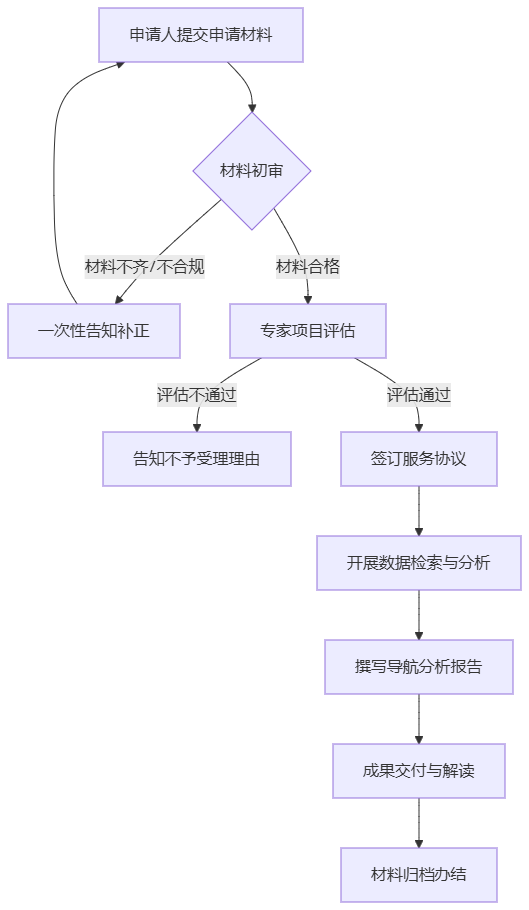 申请人提交申请材料
材料初审
材料不齐/不合规
材料合格
一次性告知补正
专家项目评估
评估不通过
评估通过
告知不予受理理由
签订服务协议
开展数据检索与分析
撰写导航分析报告
成果交付与解读
材料归档办结